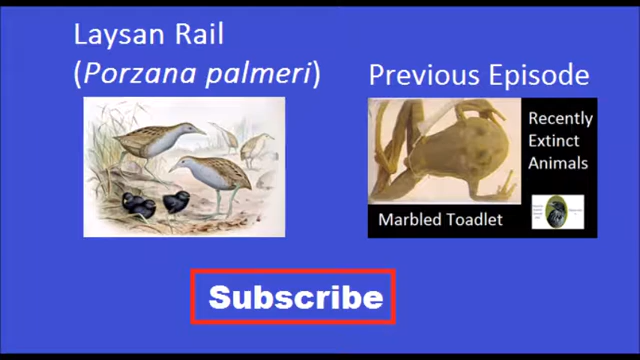 Laysan Rail
(Porzana palmeri)
Previous Episode
Recently
Extinct
Animals
Marbled Toadlet
Subscribe